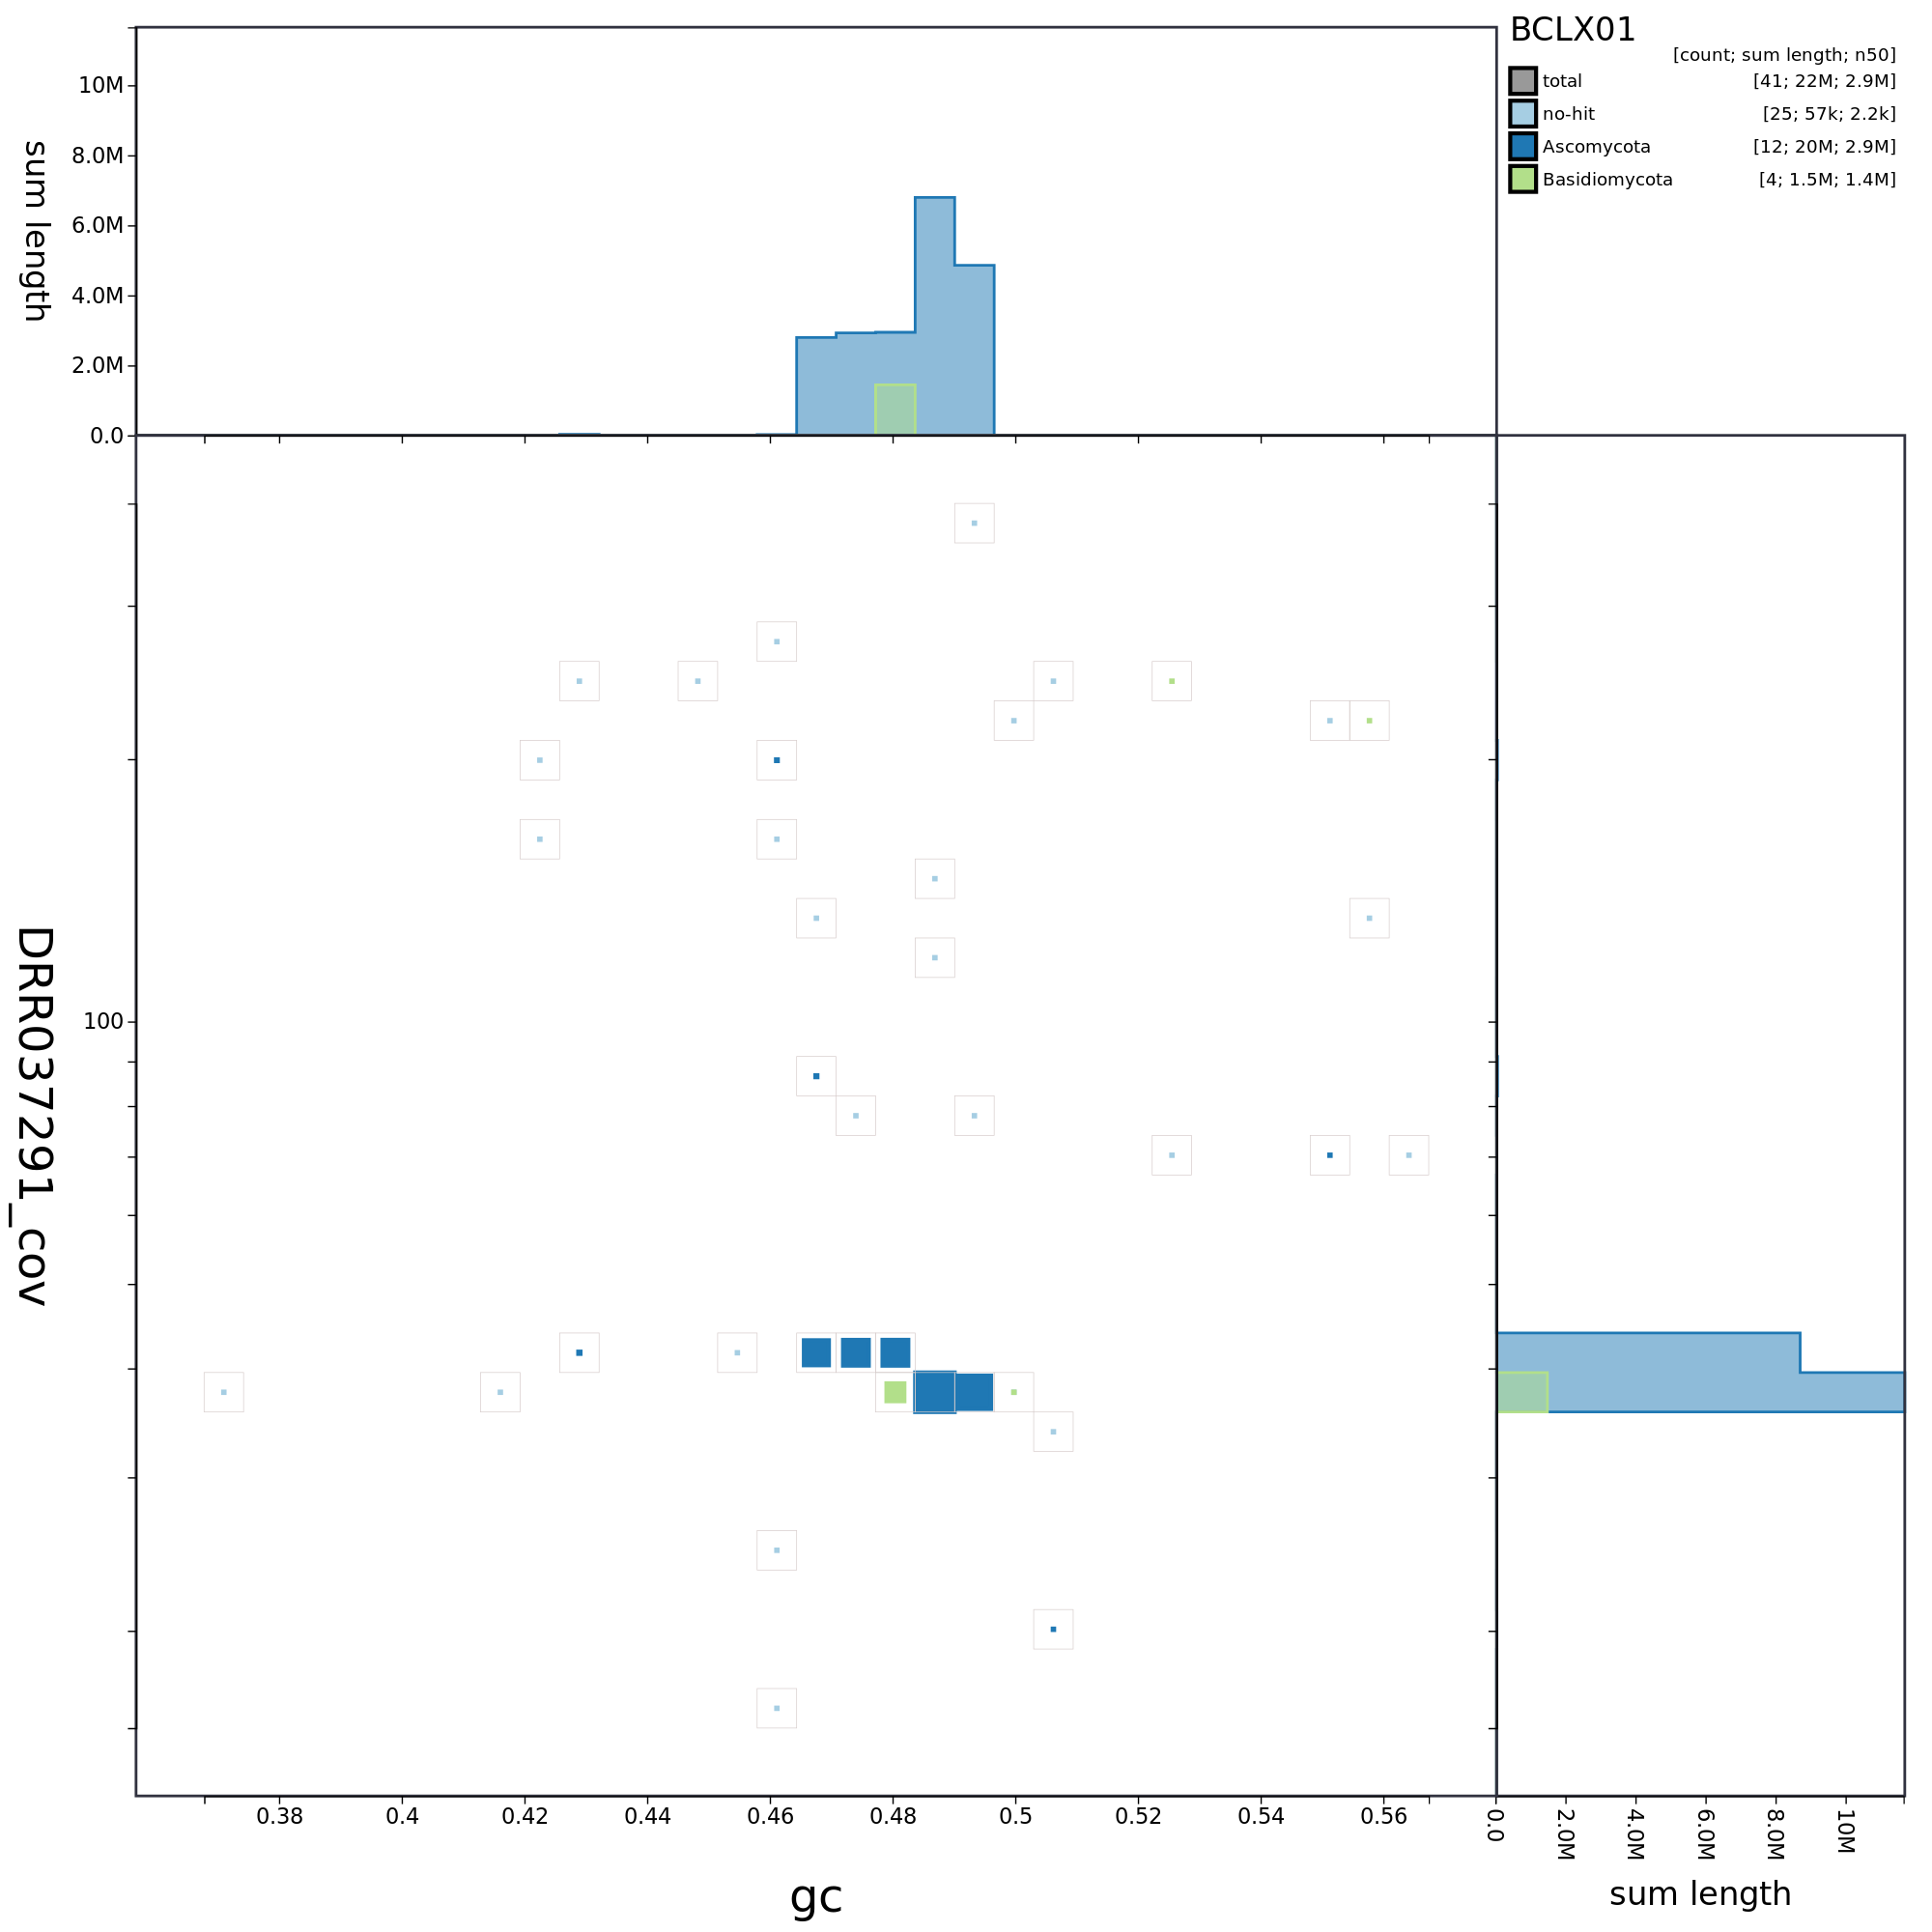 BCLX01
[count; sum length; n50]
total [41; 22M; 2.9M]
no-hit [25; 57k; 2.2k]
Ascomycota [12; 20M; 2.9M]
Basidiomycota [4; 1.5M; 1.4M]
sum length
10M
8.0M
6.0M
4.0M
2.0M
0.0
DRR037291_cov
100
0.38 0.4 0.42 0.44 0.46 0.48 0.5 0.52 0.54 0.56
gc
0.0 2.0M 4.0M 6.0M 8.0M 10M
sum length